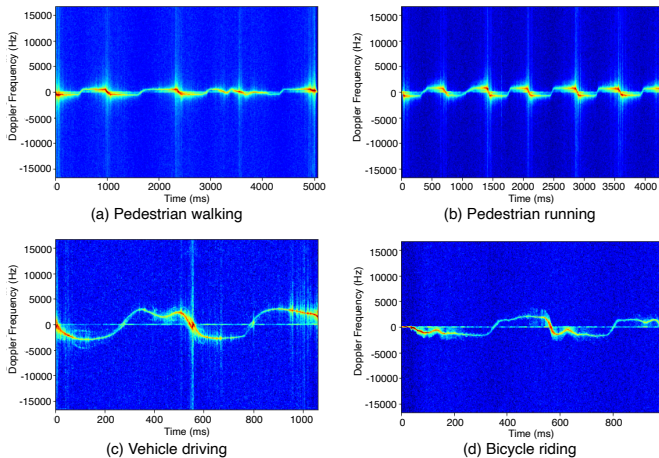 15000
10000
5000
0
-5000
-10000
-15000
Doppler Frequency (Hz)
0 1000 2000 3000 4000 5000
Time (ms)
(a) Pedestrian walking
15000
10000
5000
0
-5000
-10000
-15000
Doppler Frequency (Hz)
0 500 1000 1500 2000 2500 3000 3500 4000
Time (ms)
(b) Pedestrian running
15000
10000
5000
0
-5000
-10000
-15000
Doppler Frequency (Hz)
0 200 400 600 800 1000
Time (ms)
(c) Vehicle driving
15000
10000
5000
0
-5000
-10000
-15000
Doppler Frequency (Hz)
0 200 400 600 800
Time (ms)
(d) Bicycle riding